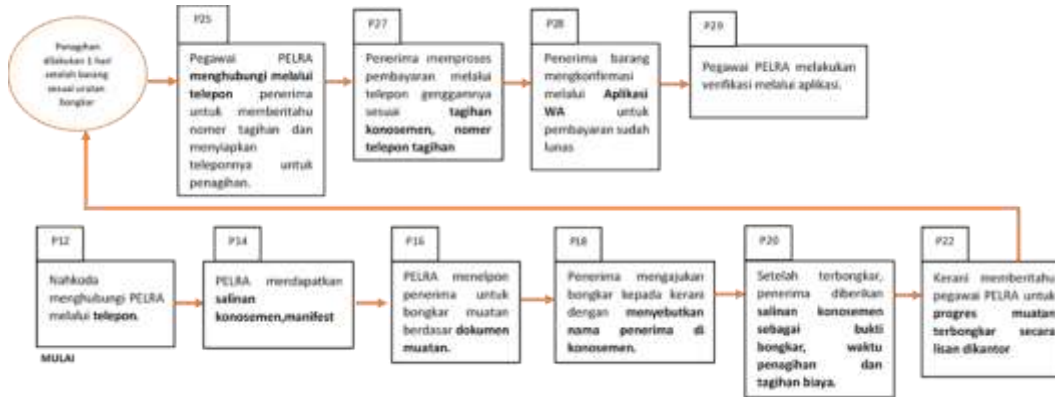 Penagihan
dilakukan 1 hari
setelah barang
sesuai urutan
bongkar
P25
Pegawai PELRA
menghubungi melalui
telepon penerima
untuk memberitahu
nomer tagihan dan
menyiapkan
teleponnya untuk
penagihan.
P27
Penerima memproses
pembayaran melalui
telepon genggamnya
sesuai tagihan
konosemen, nomer
telepon tagihan
P28
Penerima barang
mengkonfirmasi
melalui Aplikasi
WA untuk
pembayaran sudah
lunas
P29
Pegawai PELRA melakukan
verifikasi melalui aplikasi.
P12
Nahkoda
menghubungi PELRA
melalui telepon.
MULAI
P14
PELRA mendapatkan
salinan
konosemen,manifest
P16
PELRA menelpon
penerima untuk
bongkar muatan
berdasar dokumen
muatan.
P18
Penerima mengajukan
bongkar kepada kerani
dengan menyebutkan
nama penerima di
konosemen.
P20
Setelah terbongkar,
penerima diberikan
salinan konosemen
sebagai bukti
bongkar, waktu
penagihan dan
tagihan biaya.
P22
Kerani memberitahu
pegawai PELRA untuk
progres muatan
terbongkar secara
lisan dikantor